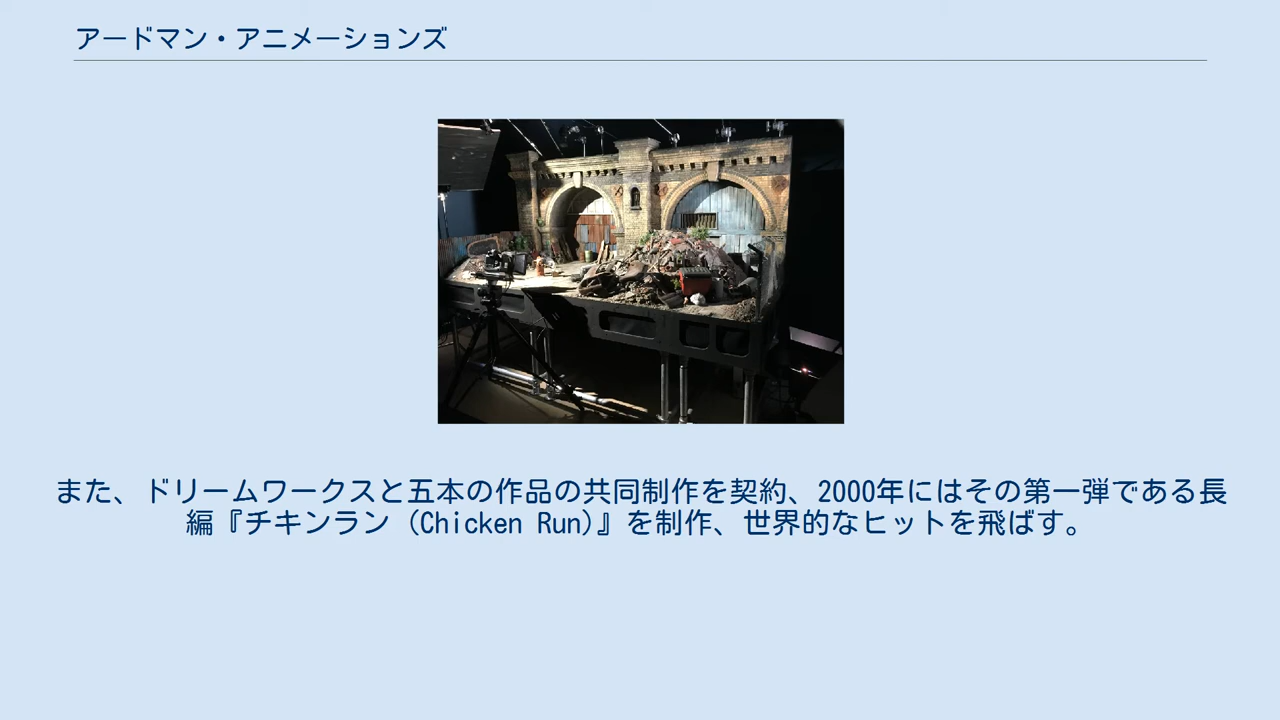 アードマン・アニメーションズ
また、ドリームワークスと五本の作品の共同制作を契約、2000年にはその第一弾である長
編『チキンラン（Chicken Run)』を制作、世界的なヒットを飛ばす。